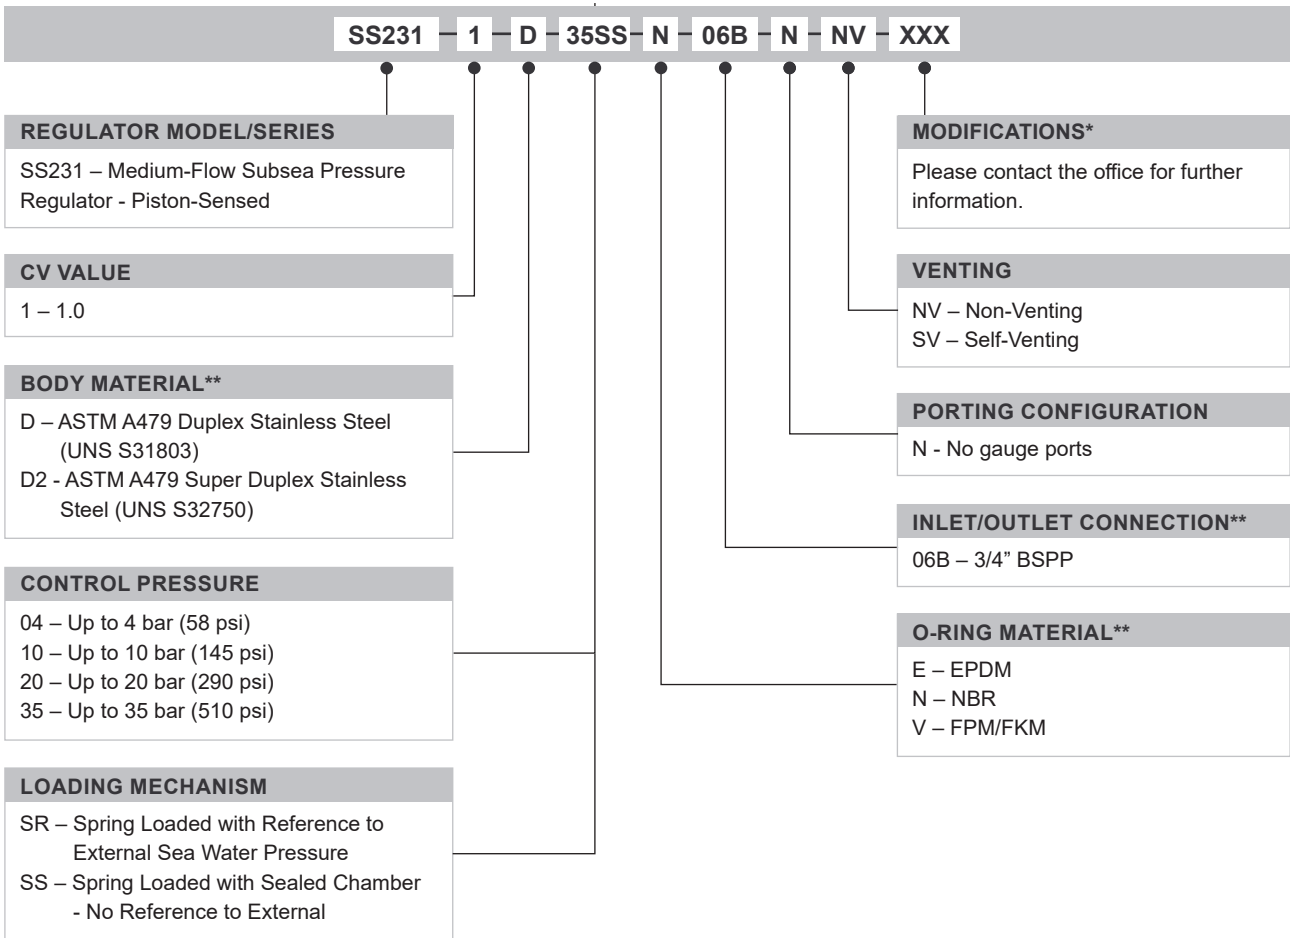 SS231 1 D 35SS N 06B N NV XXX
REGULATOR MODEL/SERIES
SS231 – Medium-Flow Subsea Pressure
Regulator - Piston-Sensed
CV VALUE
1 – 1.0
BODY MATERIAL**
D – ASTM A479 Duplex Stainless Steel
(UNS S31803)
D2 - ASTM A479 Super Duplex Stainless
Steel (UNS S32750)
CONTROL PRESSURE
04 – Up to 4 bar (58 psi)
10 – Up to 10 bar (145 psi)
20 – Up to 20 bar (290 psi)
35 – Up to 35 bar (510 psi)
LOADING MECHANISM
SR – Spring Loaded with Reference to
External Sea Water Pressure
SS – Spring Loaded with Sealed Chamber
- No Reference to External
MODIFICATIONS*
Please contact the office for further
information.
VENTING
NV – Non-Venting
SV – Self-Venting
PORTING CONFIGURATION
N - No gauge ports
INLET/OUTLET CONNECTION**
06B – 3/4” BSPP
O-RING MATERIAL**
E – EPDM
N – NBR
V – FPM/FKM